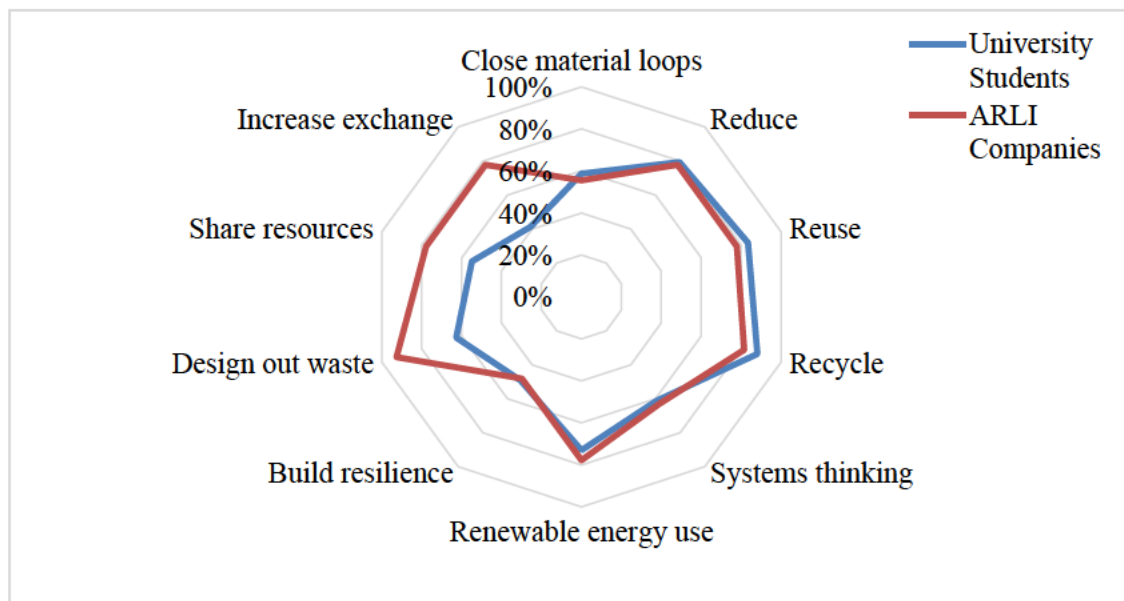 University
Students
ARLI
Companies
Close material loops
100%
80%
60%
40%
20%
0%
Reduce
Reuse
Recycle
Systems thinking
Renewable energy use
Build resilience
Design out waste
Share resources
Increase exchange